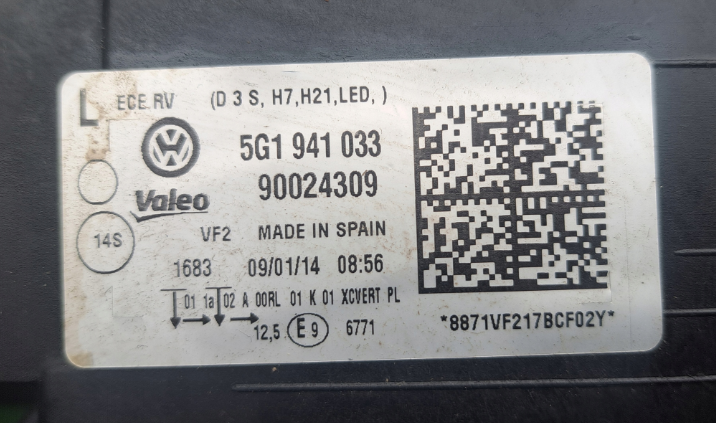 L ECE RV (D 3 S, H7,H21,LED, )
5G1 941 033
Valeo 90024309
14S VF2 MADE IN SPAIN
1683 09/01/14 08:56
01 1a 02 A 00RL 01 K 01 XCVERT PL
12,5 E 9 6771 *8871VF217BCF02Y*